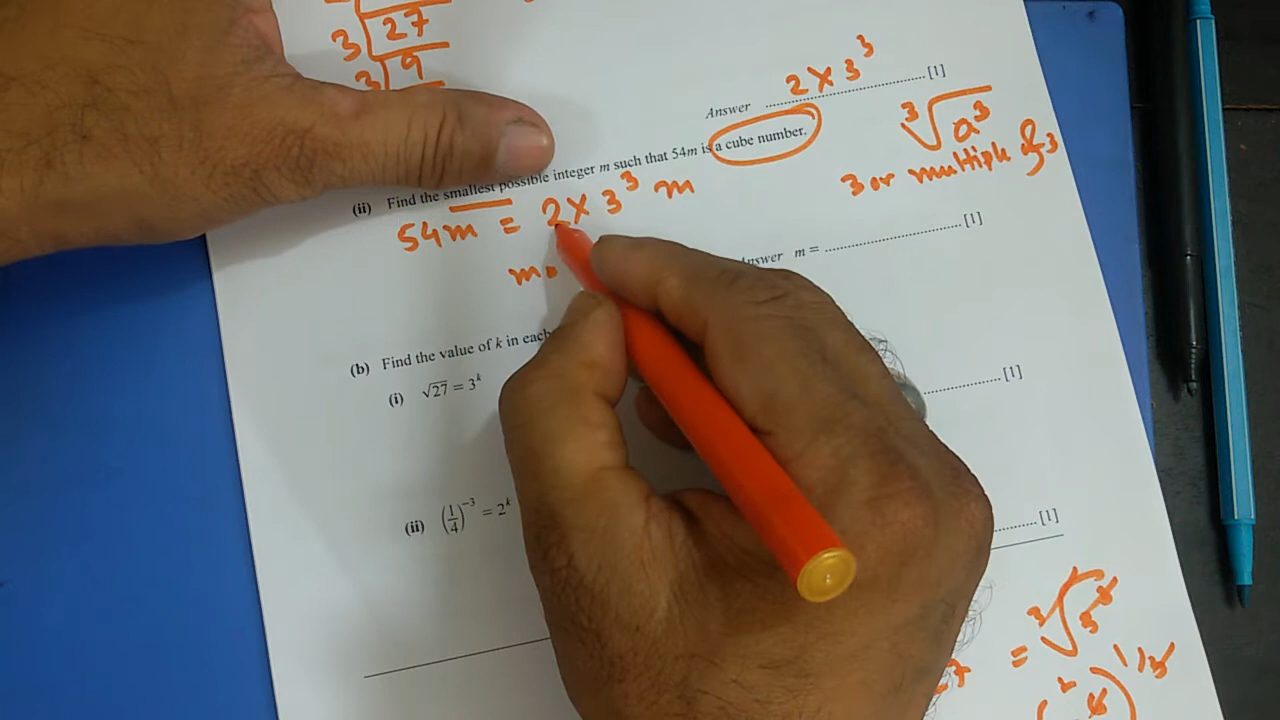 3 27
3 9
2 × 3³
Answer .................... [1]
(ii) Find the smallest possible integer m such that 54m is a cube number.
∛a³
3 or multiple of 3
54m = 2 × 3³ m
m
Answer m = .................... [1]
(b) Find the value of k in each
(i) √27 = 3ᵏ
.................... [1]
(ii) (1/4)⁻³ = 2ᵏ
.......... [1]